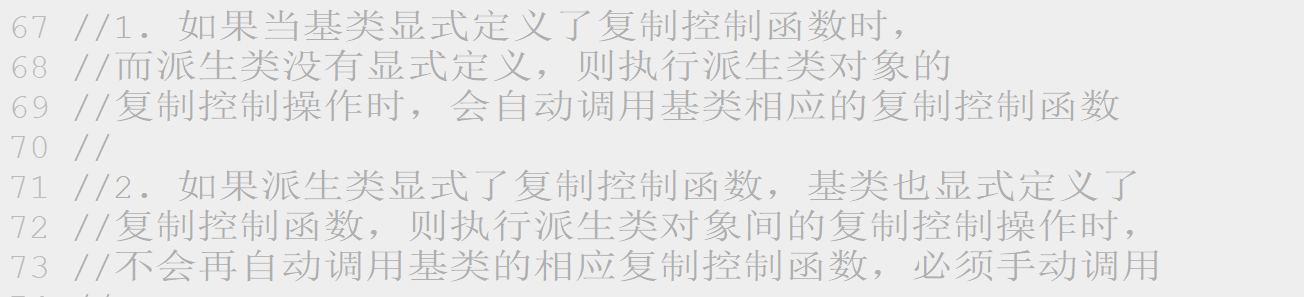 67 //1. 如果当基类显式定义了复制控制函数时，
68 //而派生类没有显式定义，则执行派生类对象的
69 //复制控制操作时，会自动调用基类相应的复制控制函数
70 //
71 //2. 如果派生类显式了复制控制函数，基类也显式定义了
72 //复制控制函数，则执行派生类对象间的复制控制操作时，
73 //不会再自动调用基类的相应复制控制函数，必须手动调用